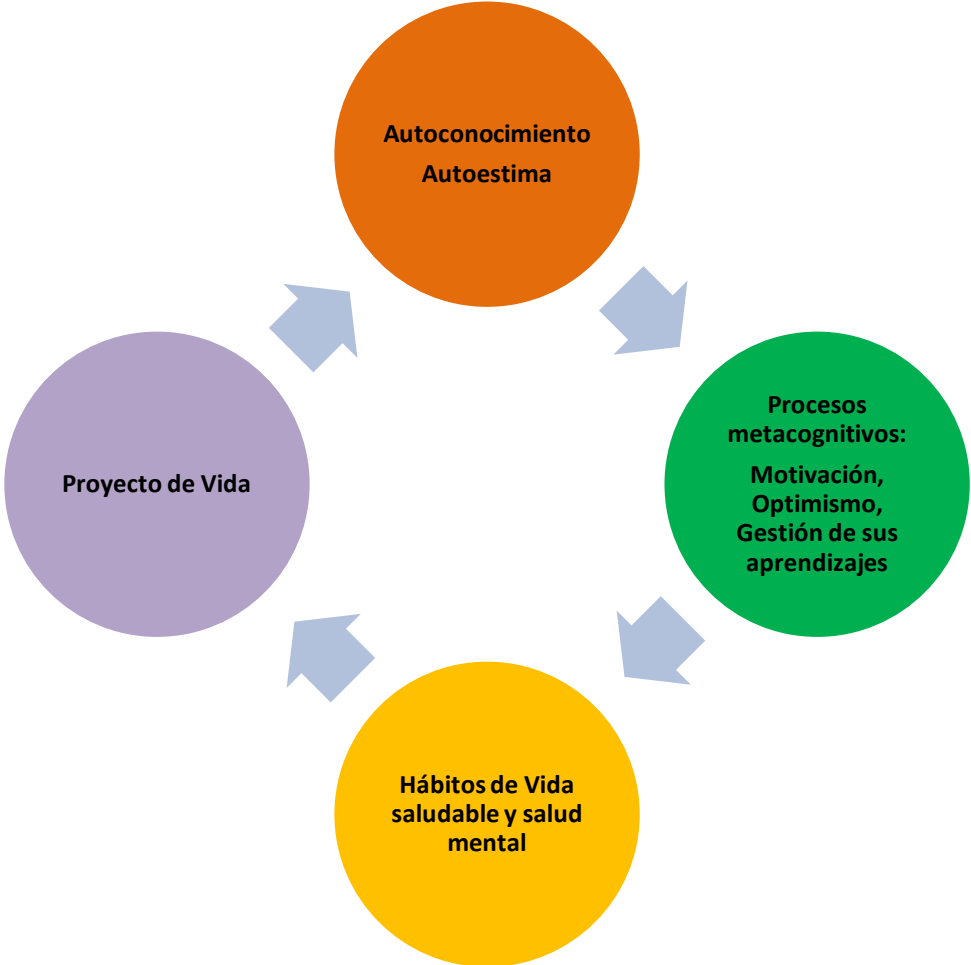 Autoconocimiento
Autoestima
Procesos
metacognitivos:
Motivación,
Optimismo,
Gestión de sus
aprendizajes
Hábitos de Vida
saludable y salud
mental
Proyecto de Vida